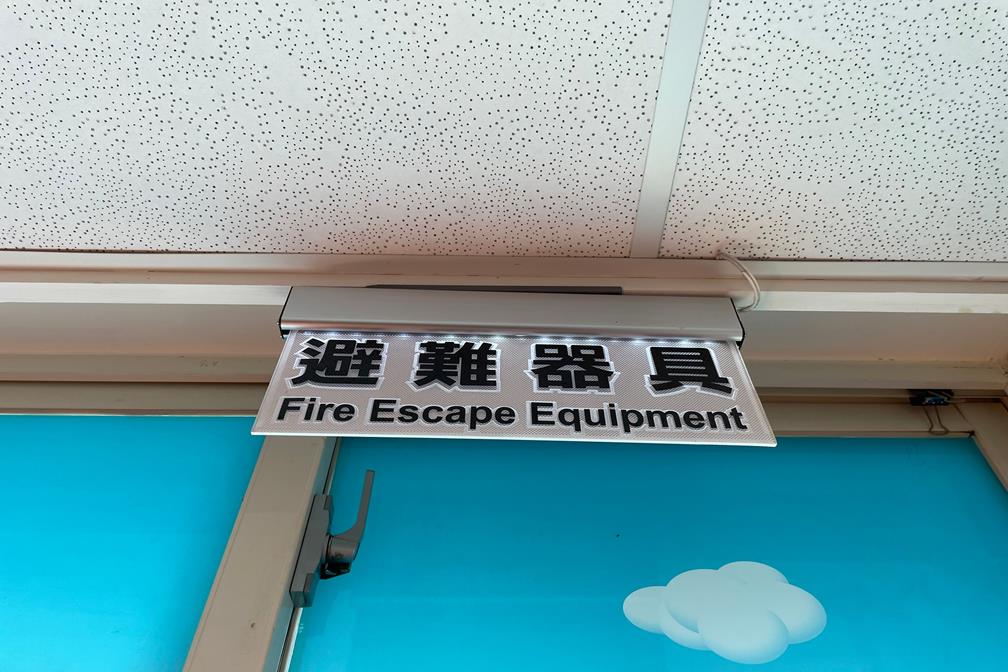 避難器具
Fire Escape Equipment